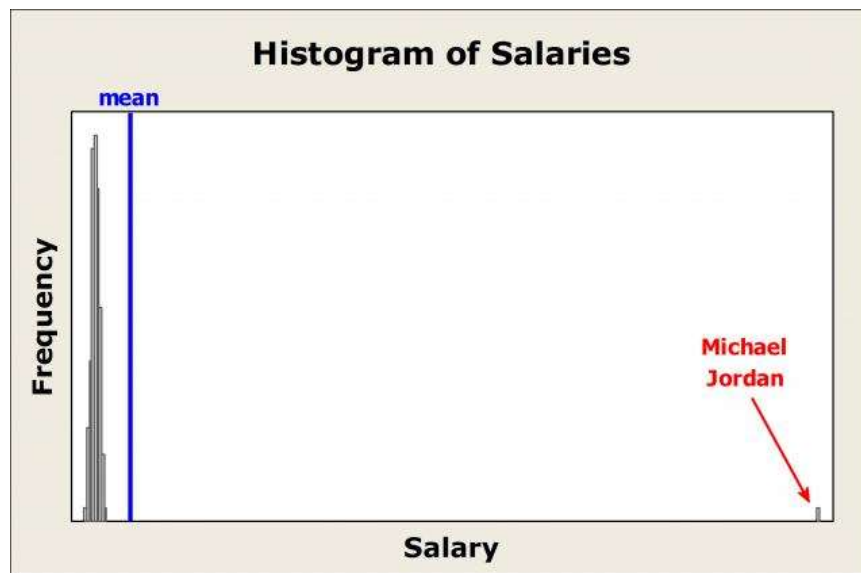 Histogram of Salaries
mean
Frequency
Michael
Jordan
Salary